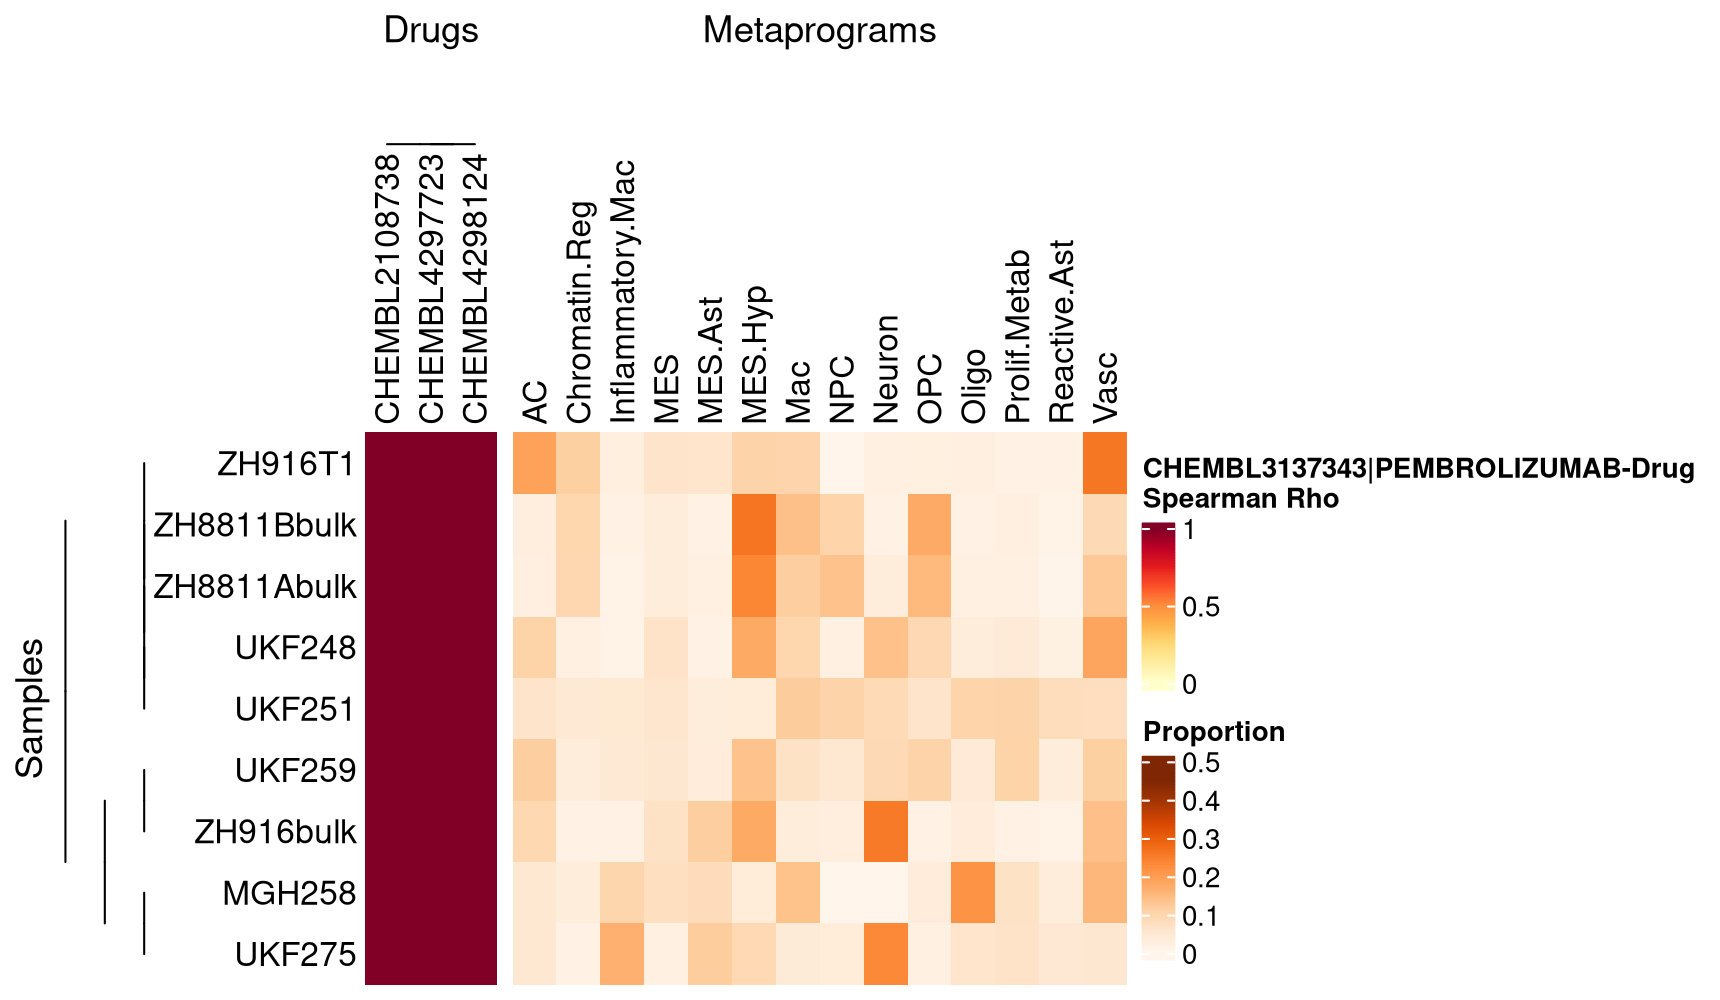 Drugs
Metaprograms
CHEMBL2108738
CHEMBL4297723
CHEMBL4298124
AC
Chromatin.Reg
Inflammatory.Mac
MES
MES.Ast
MES.Hyp
Mac
NPC
Neuron
OPC
Oligo
Prolif.Metab
Reactive.Ast
Vasc
Samples
ZH916T1
ZH8811Bbulk
ZH8811Abulk
UKF248
UKF251
UKF259
ZH916bulk
MGH258
UKF275
CHEMBL3137343|PEMBROLIZUMAB-Drug
Spearman Rho
1
0.5
0
Proportion
0.5
0.4
0.3
0.2
0.1
0